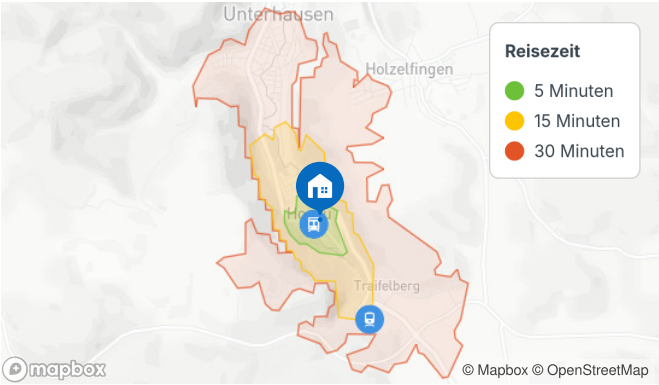 Unterhausen
Holzelfingen
Reisezeit
5 Minuten
15 Minuten
30 Minuten
Traifelberg
mapbox
© Mapbox © OpenStreetMap